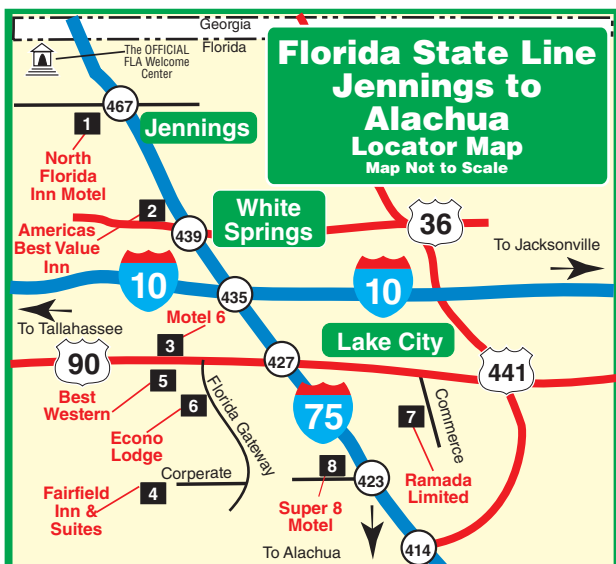 Georgia
Florida
The OFFICIAL
FLA Welcome
Center
Florida State Line
Jennings to
Alachua
Locator Map
Map Not to Scale
467
1
Jennings
North
Florida
Inn Motel
2
White
Springs
36
Americas
Best Value
Inn
439
To Jacksonville
10
10
435
To Tallahassee
Motel 6
Lake City
3
90
427
441
Best
Western
5
Florida Gateway
75
Commerce
6
7
Econo
Lodge
Corperate
8
Ramada
Limited
Fairfield
Inn &
Suites
4
423
Super 8
Motel
To Alachua
414